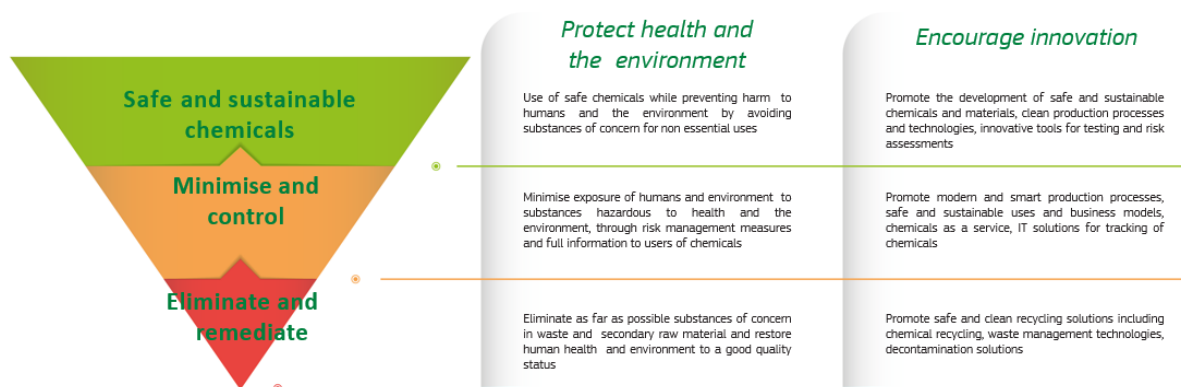 Protect health and
the environment
Encourage innovation
Safe and sustainable
chemicals
Use of safe chemicals while preventing harm to
humans and the environment by avoiding
substances of concern for non essential uses
Promote the development of safe and sustainable
chemicals and materials, clean production processes
and technologies, innovative tools for testing and risk
assessments
Minimise and
control
Minimise exposure of humans and environment to
substances hazardous to health and the
environment, through risk management measures
and full information to users of chemicals
Promote modern and smart production processes,
safe and sustainable uses and business models,
chemicals as a service, IT solutions for tracking of
chemicals
Eliminate and
remediate
Eliminate as far as possible substances of concern
in waste and secondary raw material and restore
human health and environment to a good quality
status
Promote safe and clean recycling solutions including
chemical recycling, waste management technologies,
decontamination solutions